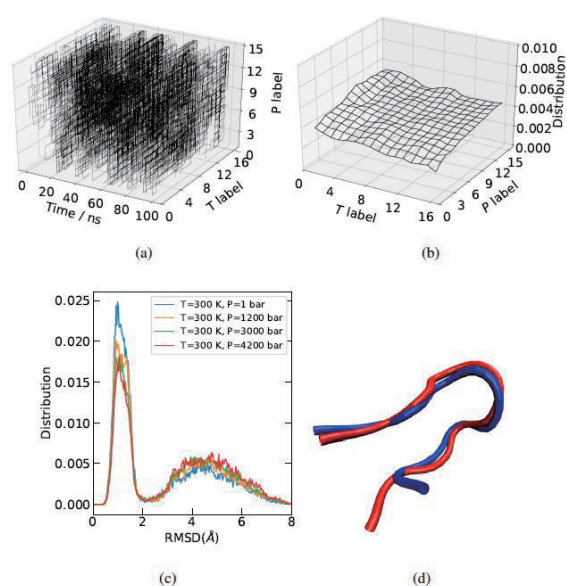 15
12
9
6
3
0
P label
0
20
40
60
80
100
Time / ns
0
4
8
12
16
T label
(a)
0.010
0.008
0.006
0.004
0.002
0.000
Distribution
0
4
8
12
16
T label
0
3
6
9
12
15
P label
(b)
0.025
0.020
0.015
0.010
0.005
0.000
Distribution
T=300 K, P=1 bar
T=300 K, P=1200 bar
T=300 K, P=3000 bar
T=300 K, P=4200 bar
0 2 4 6 8
RMSD(Å)
(c)
(d)